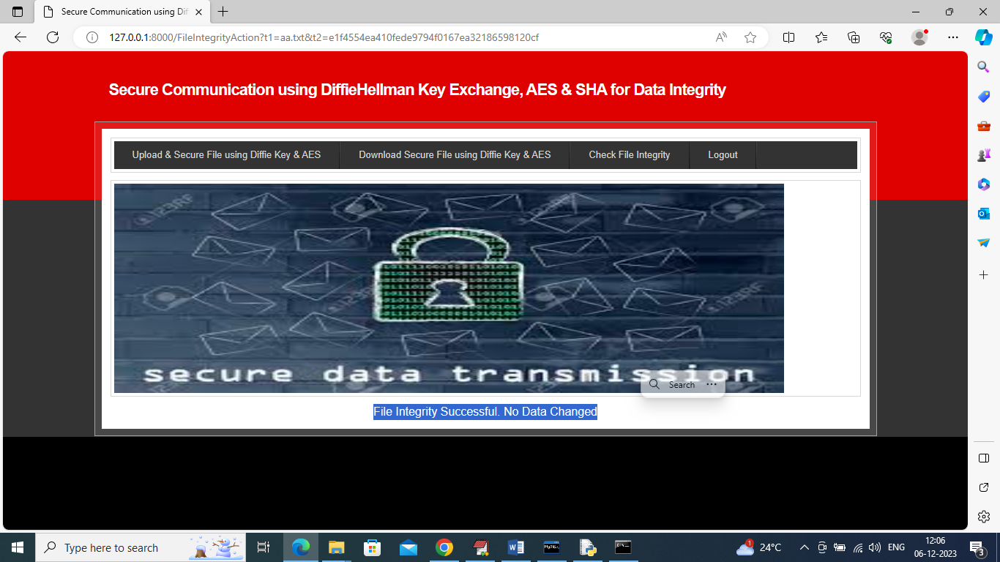 Secure Communication using Dif
127.0.0.1:8000/FileIntegrityAction?t1=aa.txt&t2=e1f4554ea410fede9794f0167ea32186598120cf
Secure Communication using DiffieHellman Key Exchange, AES & SHA for Data Integrity
Upload & Secure File using Diffie Key & AES Download Secure File using Diffie Key & AES Check File Integrity Logout
secure data transmission
Search
File Integrity Successful. No Data Changed
Type here to search
1
24°C
ENG
12:06
06-12-2023
3